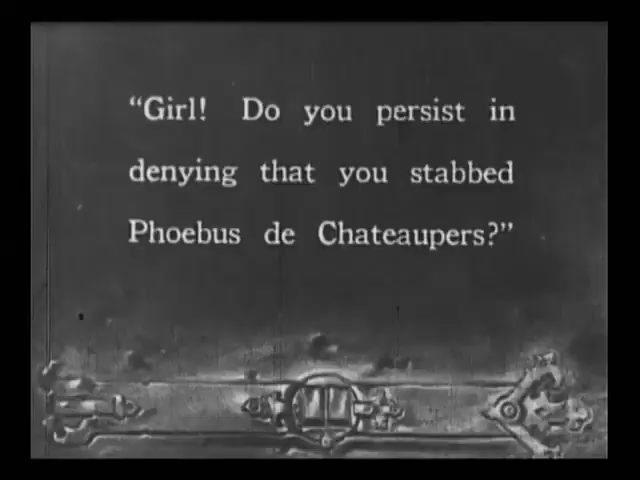 “Girl! Do you persist in
denying that you stabbed
Phoebus de Chateaupers?”